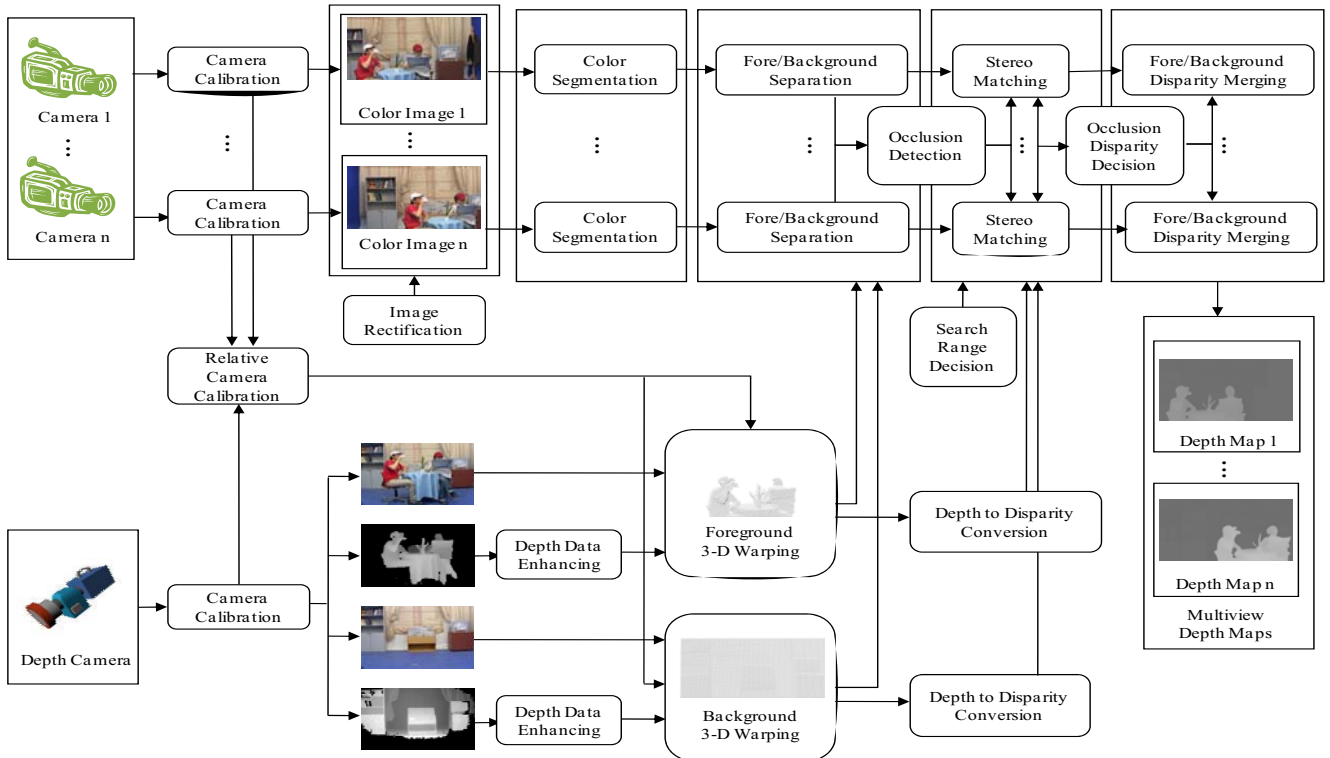 Camera 1
⋮
Camera n
Camera
Calibration
⋮
Camera
Calibration
Color Image 1
⋮
Color Image n
Image
Rectification
Color
Segmentation
⋮
Color
Segmentation
Fore/Background
Separation
⋮
Fore/Background
Separation
Occlusion
Detection
Stereo
Matching
⋮
Stereo
Matching
Occlusion
Disparity
Decision
Fore/Background
Disparity Merging
⋮
Fore/Background
Disparity Merging
Search
Range
Decision
Relative
Camera
Calibration
Depth Camera
Camera
Calibration
Depth Data
Enhancing
Depth Data
Enhancing
Foreground
3-D Warping
Background
3-D Warping
Depth to Disparity
Conversion
Depth to Disparity
Conversion
Depth Map 1
⋮
Depth Map n
Multiview
Depth Maps